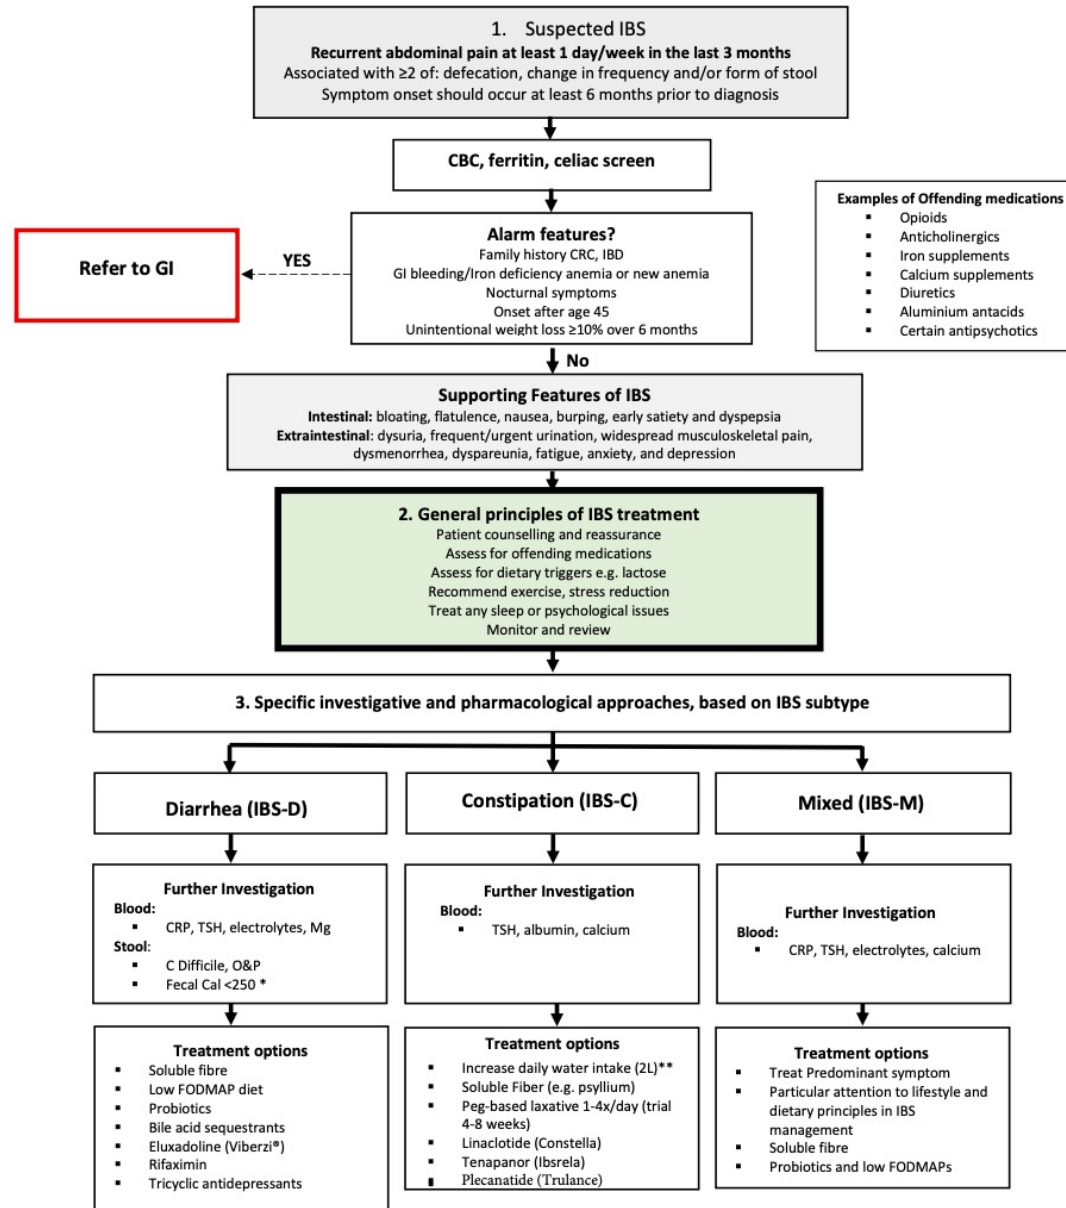 1. Suspected IBS
Recurrent abdominal pain at least 1 day/week in the last 3 months
Associated with ≥2 of: defecation, change in frequency and/or form of stool
Symptom onset should occur at least 6 months prior to diagnosis
CBC, ferritin, celiac screen
Alarm features?
Family history CRC, IBD
GI bleeding/Iron deficiency anemia or new anemia
Nocturnal symptoms
Onset after age 45
Unintentional weight loss ≥10% over 6 months
YES
Refer to GI
Examples of Offending medications
▪ Opioids
▪ Anticholinergics
▪ Iron supplements
▪ Calcium supplements
▪ Diuretics
▪ Aluminium antacids
▪ Certain antipsychotics
No
Supporting Features of IBS
Intestinal: bloating, flatulence, nausea, burping, early satiety and dyspepsia
Extraintestinal: dysuria, frequent/urgent urination, widespread musculoskeletal pain,
dysmenorrhea, dyspareunia, fatigue, anxiety, and depression
2. General principles of IBS treatment
Patient counselling and reassurance
Assess for offending medications
Assess for dietary triggers e.g. lactose
Recommend exercise, stress reduction
Treat any sleep or psychological issues
Monitor and review
3. Specific investigative and pharmacological approaches, based on IBS subtype
Diarrhea (IBS-D)
Further Investigation
Blood:
▪ CRP, TSH, electrolytes, Mg
Stool:
▪ C Difficile, O&P
▪ Fecal Cal <250 *
Treatment options
▪ Soluble fibre
▪ Low FODMAP diet
▪ Probiotics
▪ Bile acid sequestrants
▪ Eluxadoline (Viberzi®)
▪ Rifaximin
▪ Tricyclic antidepressants
Constipation (IBS-C)
Further Investigation
Blood:
▪ TSH, albumin, calcium
Treatment options
▪ Increase daily water intake (2L)**
▪ Soluble Fiber (e.g. psyllium)
▪ Peg-based laxative 1-4x/day (trial
4-8 weeks)
▪ Linaclotide (Constella)
▪ Tenapanor (Ibsrela)
▪ Plecanatide (Trulance)
Mixed (IBS-M)
Further Investigation
Blood:
▪ CRP, TSH, electrolytes, calcium
Treatment options
▪ Treat Predominant symptom
▪ Particular attention to lifestyle and
dietary principles in IBS
management
▪ Soluble fibre
▪ Probiotics and low FODMAPs